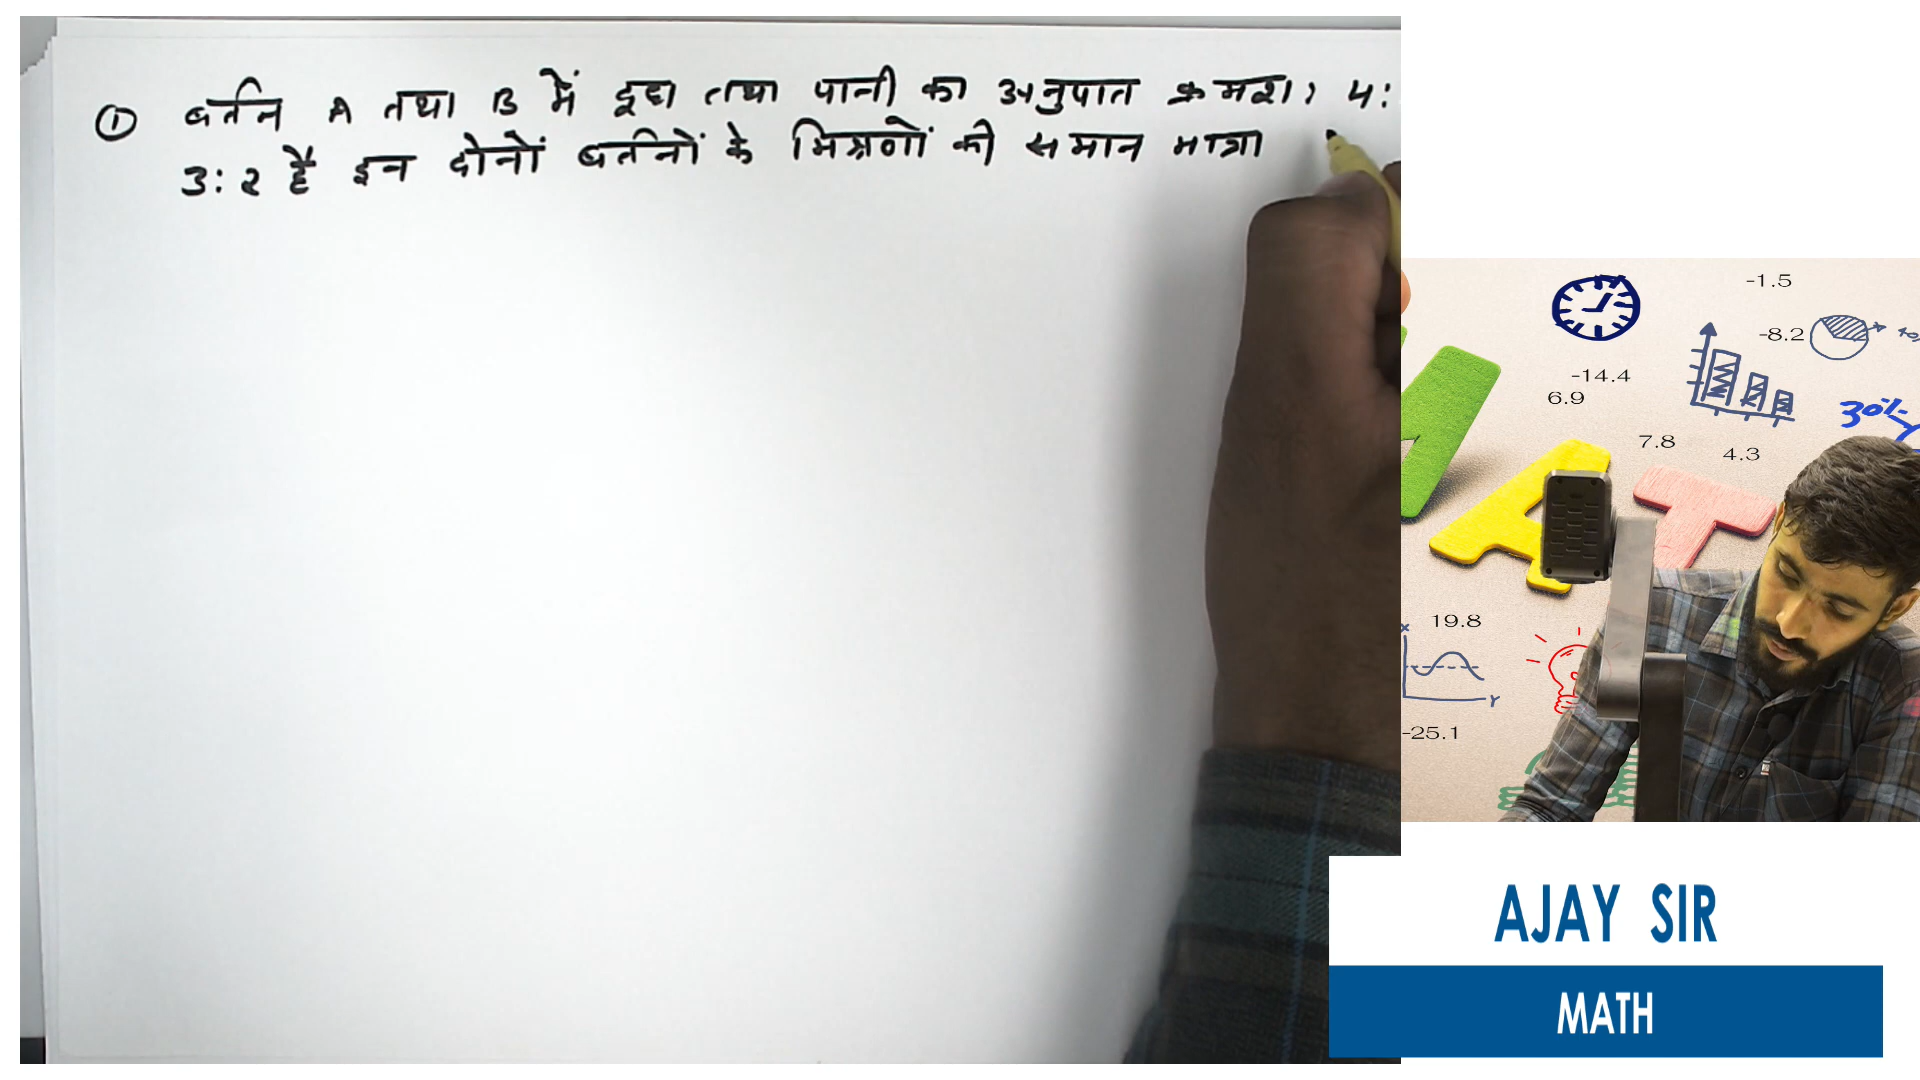 ① बर्तन A तथा B में दूध तथा पानी का अनुपात क्रमशः 4:
3:2 है इन दोनों बर्तनों के मिश्रणों की समान मात्रा
-1.5
-8.2
-14.4
6.9
30%
7.8
4.3
19.8
x
Y
-25.1
A T
AJAY SIR
MATH